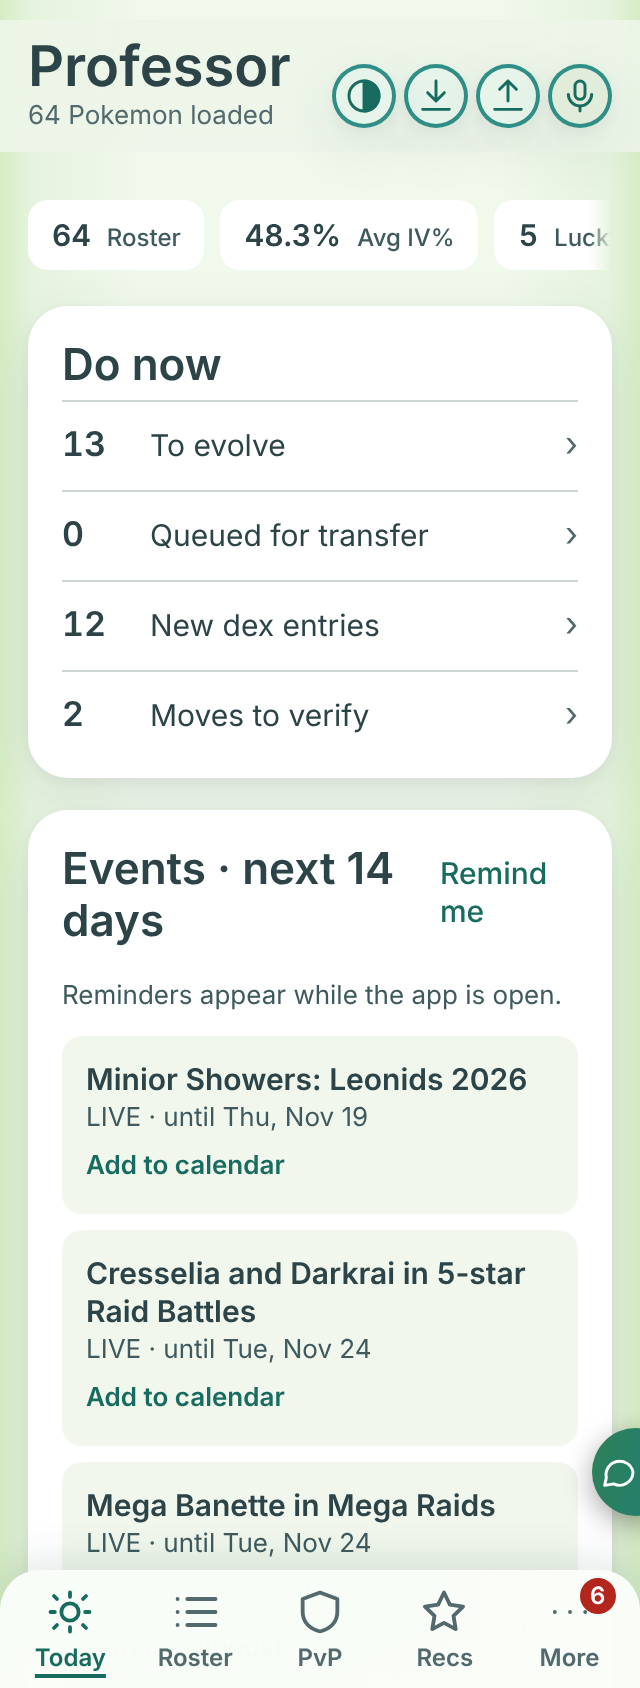 Professor
64 Pokemon loaded
64 Roster
48.3% Avg IV%
5 Luck
Do now
13 To evolve ›
0 Queued for transfer ›
12 New dex entries ›
2 Moves to verify ›
Events · next 14
days
Remind
me
Reminders appear while the app is open.
Minior Showers: Leonids 2026
LIVE · until Thu, Nov 19
Add to calendar
Cresselia and Darkrai in 5-star
Raid Battles
LIVE · until Tue, Nov 24
Add to calendar
Mega Banette in Mega Raids
LIVE · until Tue, Nov 24
6
Today
Roster
PvP
Recs
More